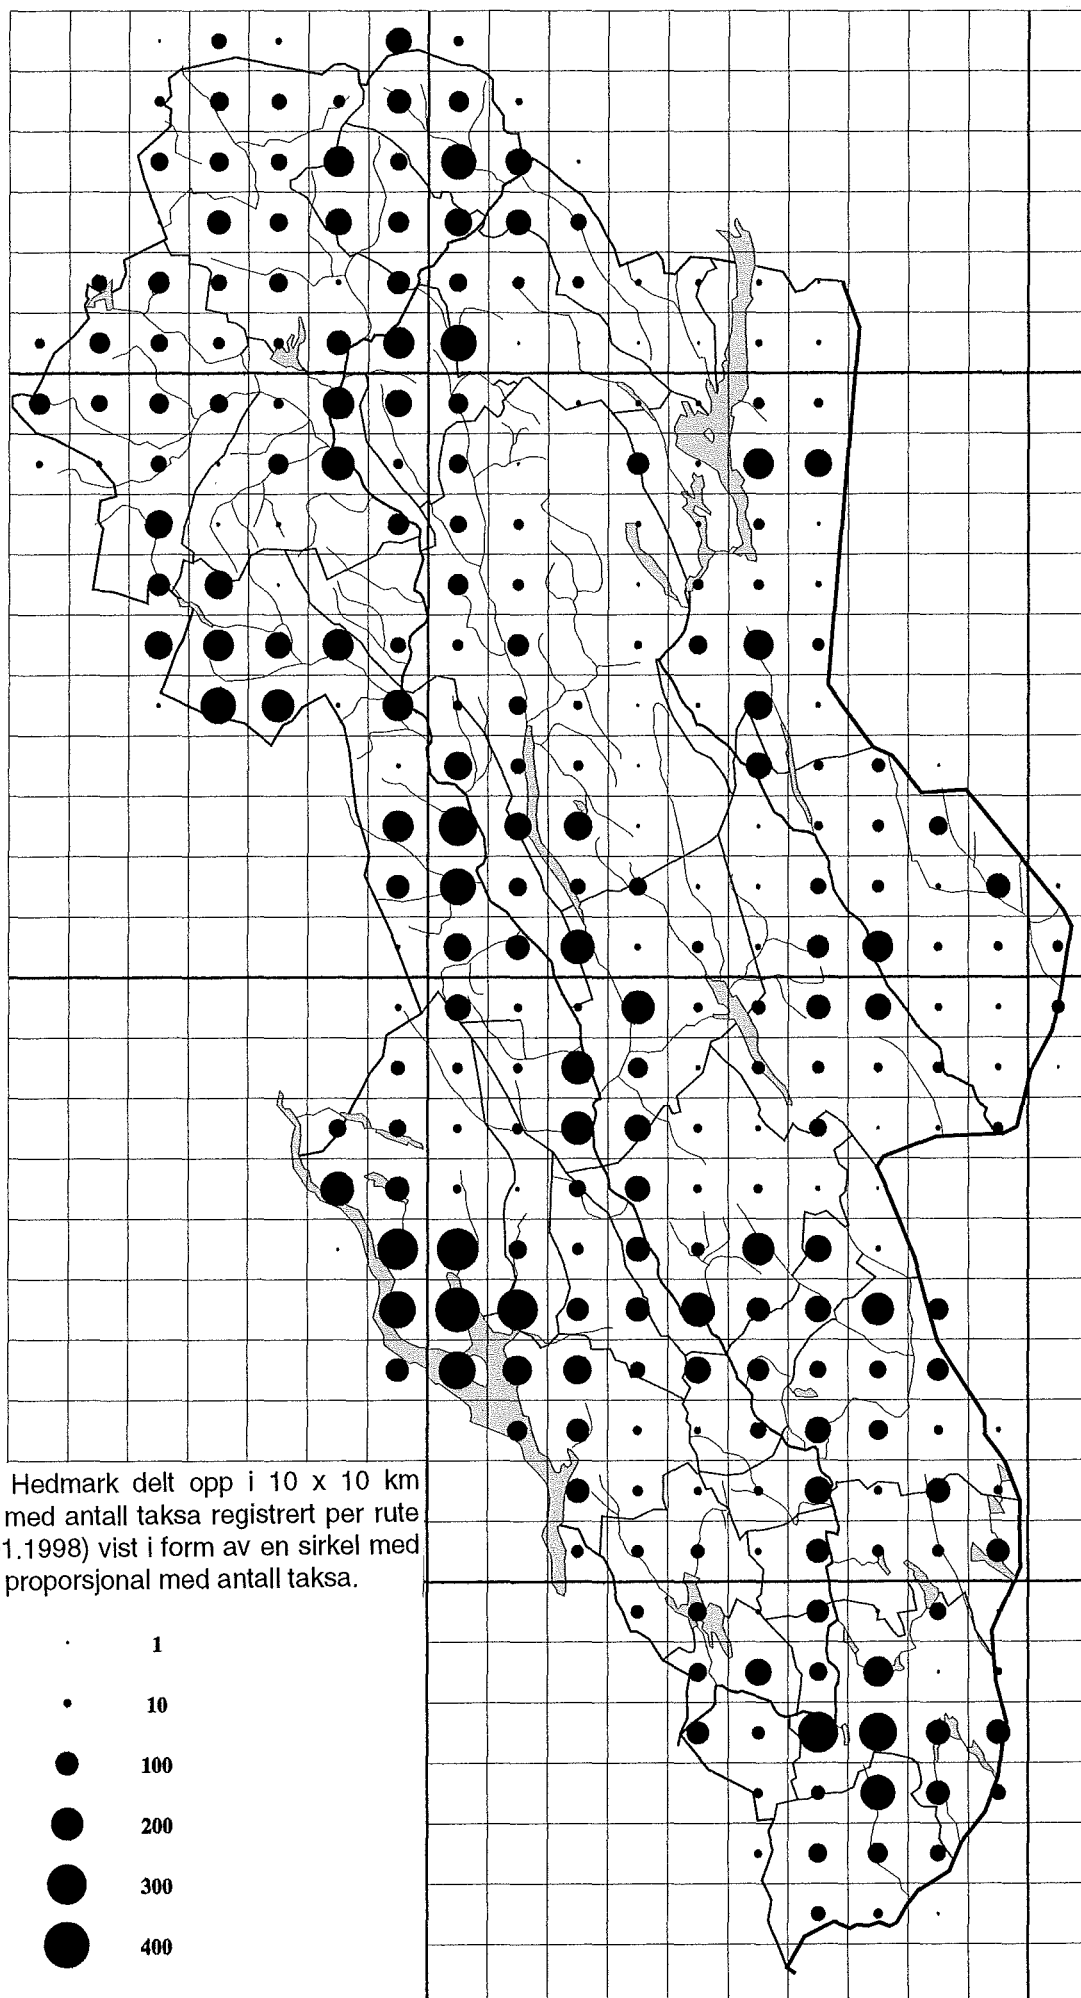 Hedmark delt opp i 10 x 10 km
med antall taksa registrert per rute
1.1998) vist i form av en sirkel med
proporsjonal med antall taksa.
1
10
100
200
300
400